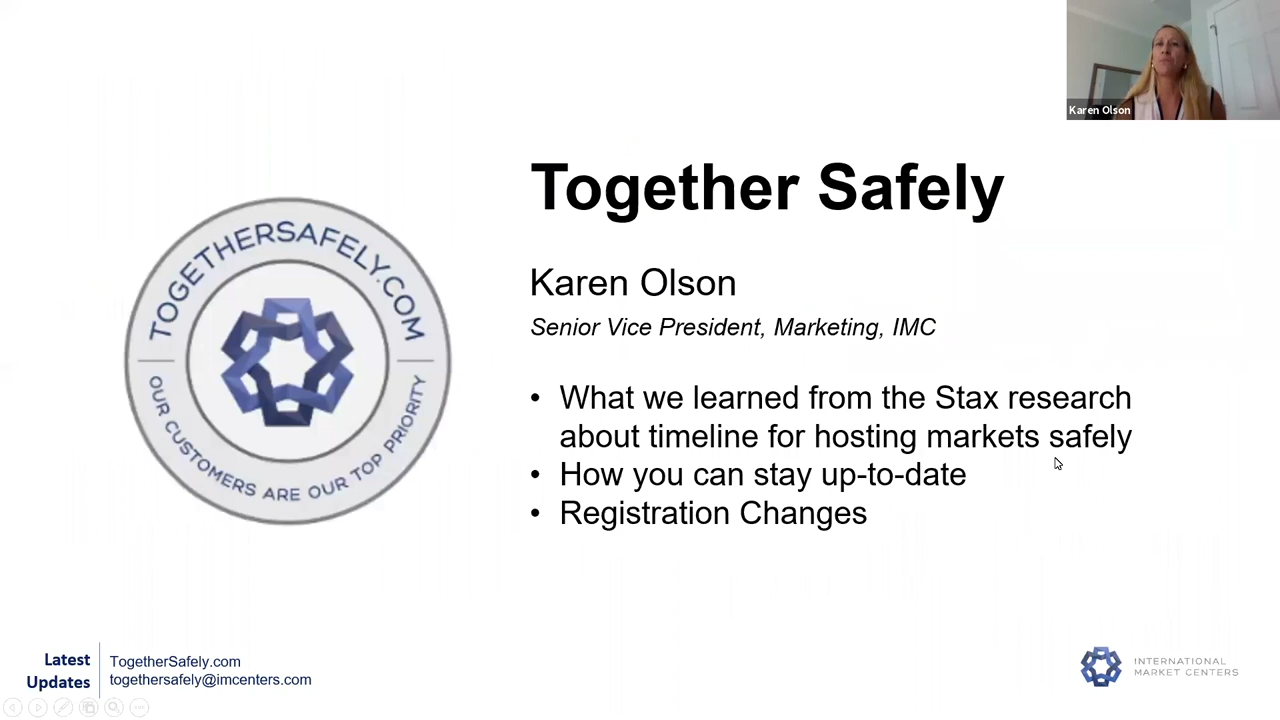 Karen Olson
Together Safely
TOGETHERSAFELY.COM
OUR CUSTOMERS ARE OUR TOP PRIORITY
Karen Olson
Senior Vice President, Marketing, IMC
• What we learned from the Stax research
about timeline for hosting markets safely
• How you can stay up-to-date
• Registration Changes
Latest
Updates
TogetherSafely.com
togethersafely@imcenters.com
INTERNATIONAL
MARKET CENTERS